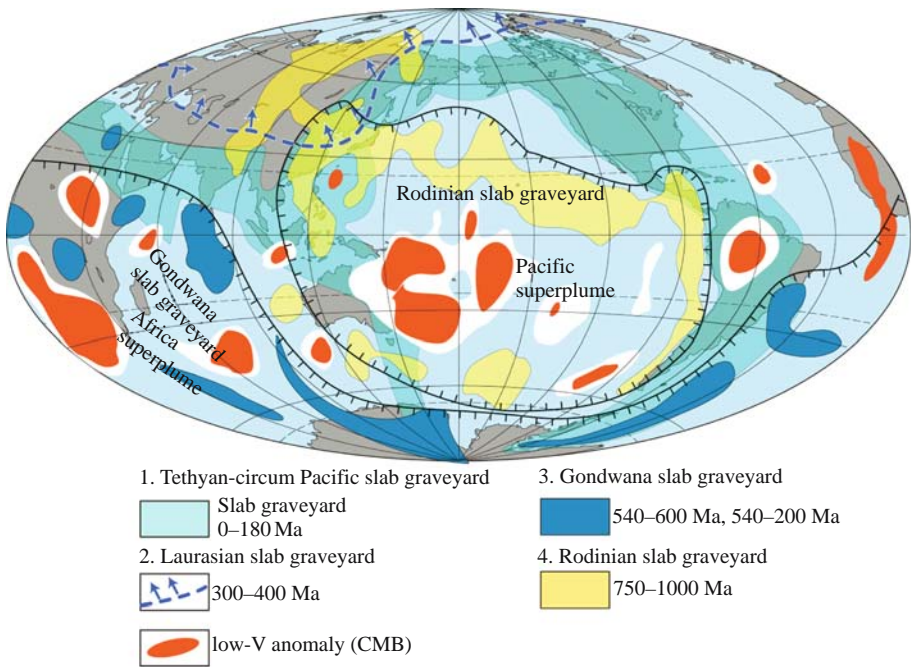 Rodinian slab graveyard
Pacific
superplume
Gondwana
slab graveyard
Africa
superplume
1. Tethyan-circum Pacific slab graveyard
Slab graveyard
0–180 Ma
2. Laurasian slab graveyard
300–400 Ma
low-V anomaly (CMB)
3. Gondwana slab graveyard
540–600 Ma, 540–200 Ma
4. Rodinian slab graveyard
750–1000 Ma